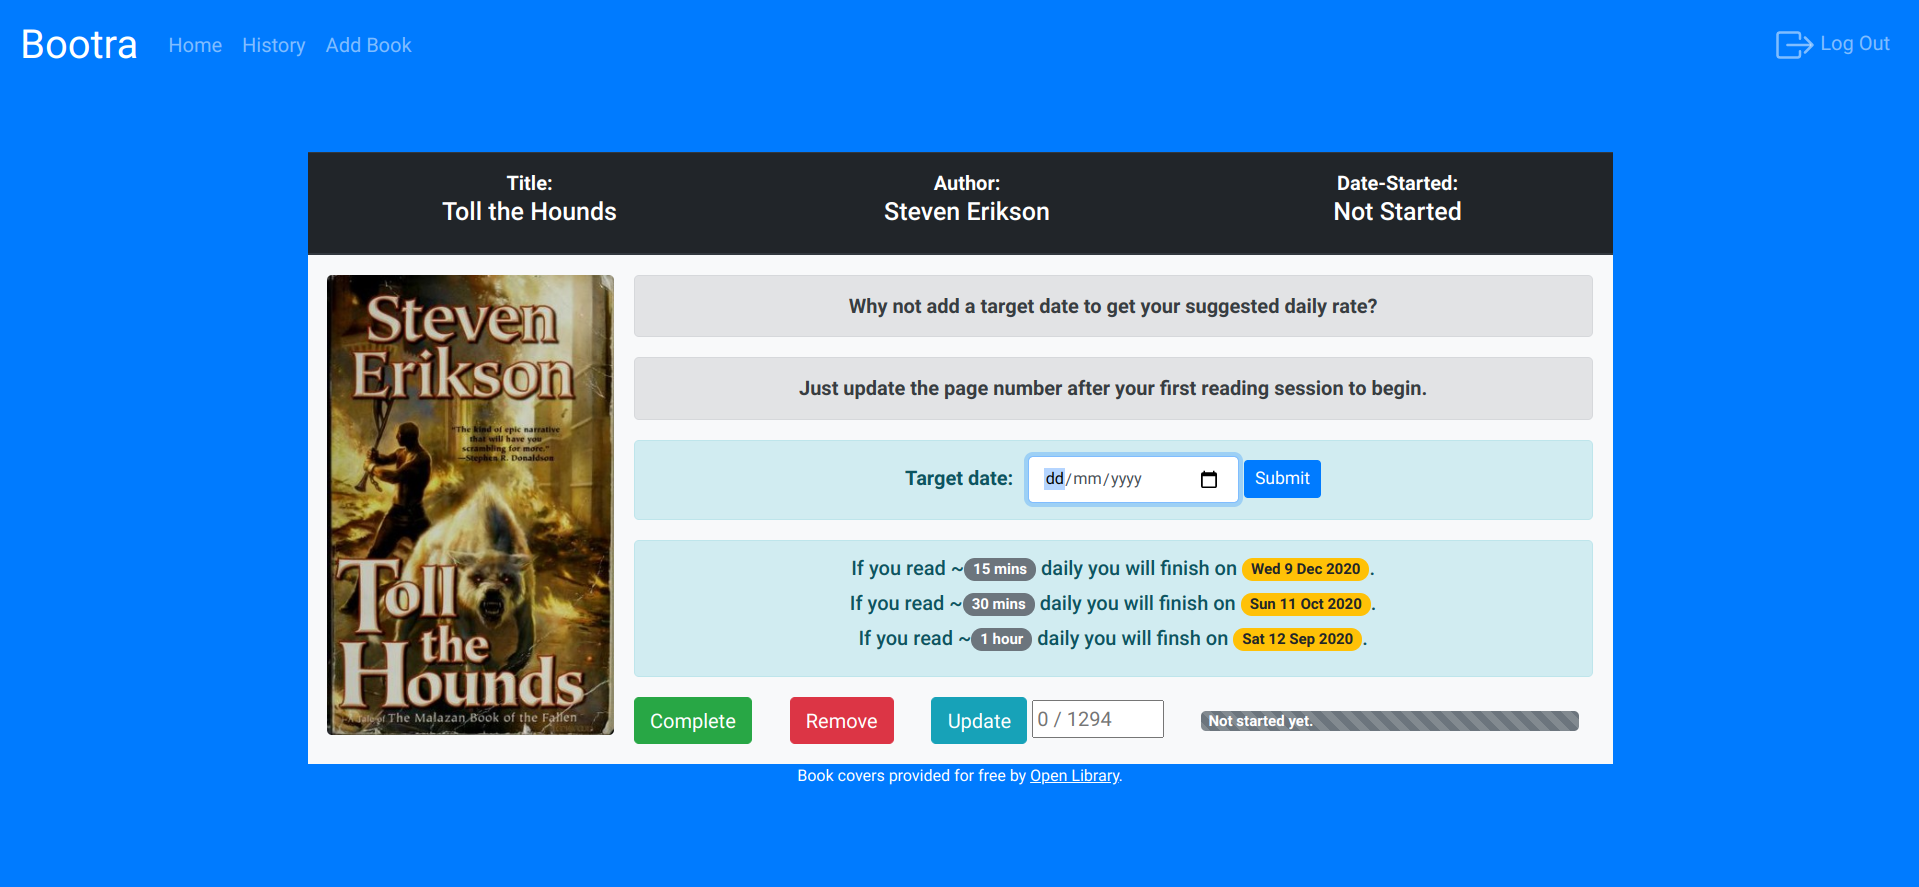 Bootra Home History Add Book Log Out
Title: Author: Date-Started:
Toll the Hounds Steven Erikson Not Started
Steven
Erikson
"The kind of epic narrative
that will have you
scrambling for more."
—Stephen R. Donaldson
Toll
the
Hounds
A Tale of The Malazan Book of the Fallen
Why not add a target date to get your suggested daily rate?
Just update the page number after your first reading session to begin.
Target date: dd/mm/yyyy Submit
If you read ~15 mins daily you will finish on Wed 9 Dec 2020.
If you read ~30 mins daily you will finish on Sun 11 Oct 2020.
If you read ~1 hour daily you will finsh on Sat 12 Sep 2020.
Complete Remove Update 0 / 1294 Not started yet.
Book covers provided for free by Open Library.